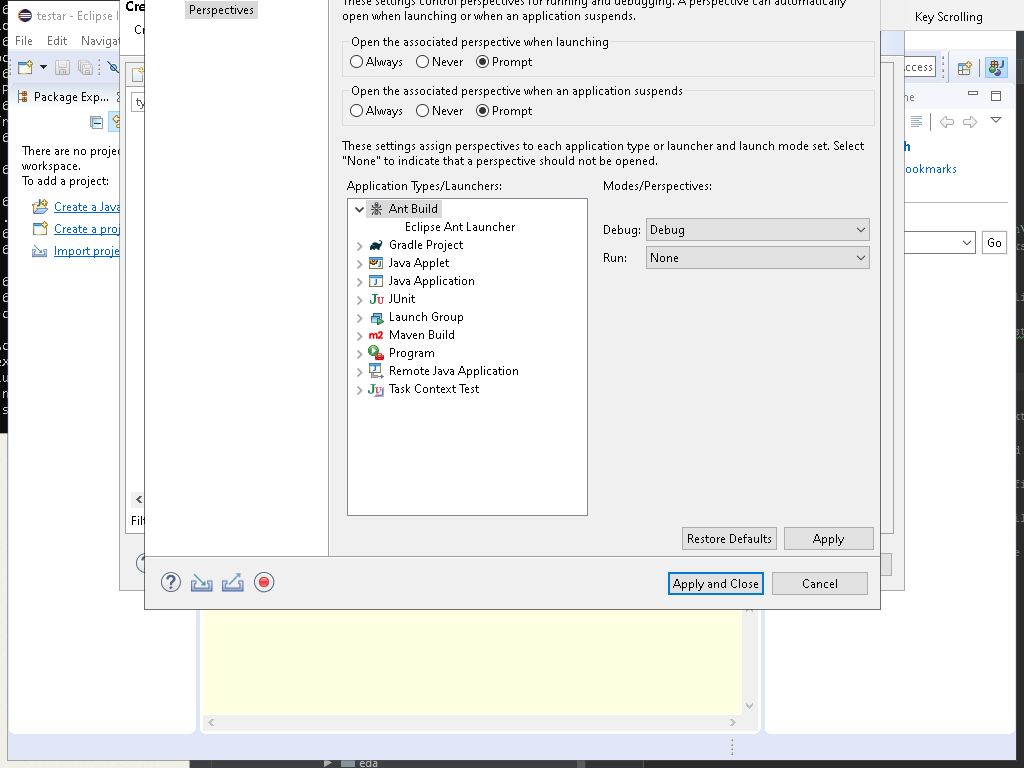 testar - Eclipse I
Key Scrolling
File Edit Navigat
Package Exp...
There are no proje
workspace.
To add a project:
Create a Java
Create a proj
Import proje
Cre
Cr
ty
Filt
Perspectives
These settings control perspectives for running and debugging. A perspective can automatically
open when launching or when an application suspends.
Open the associated perspective when launching
Always Never Prompt
Open the associated perspective when an application suspends
Always Never Prompt
These settings assign perspectives to each application type or launcher and launch mode set. Select
"None" to indicate that a perspective should not be opened.
Application Types/Launchers:
Modes/Perspectives:
Ant Build
Eclipse Ant Launcher
Gradle Project
Java Applet
Java Application
JUnit
Launch Group
m2 Maven Build
Program
Remote Java Application
Task Context Test
Debug: Debug
Run: None
Restore Defaults
Apply
Apply and Close
Cancel
ccess
ne
h
ookmarks
Go
eda